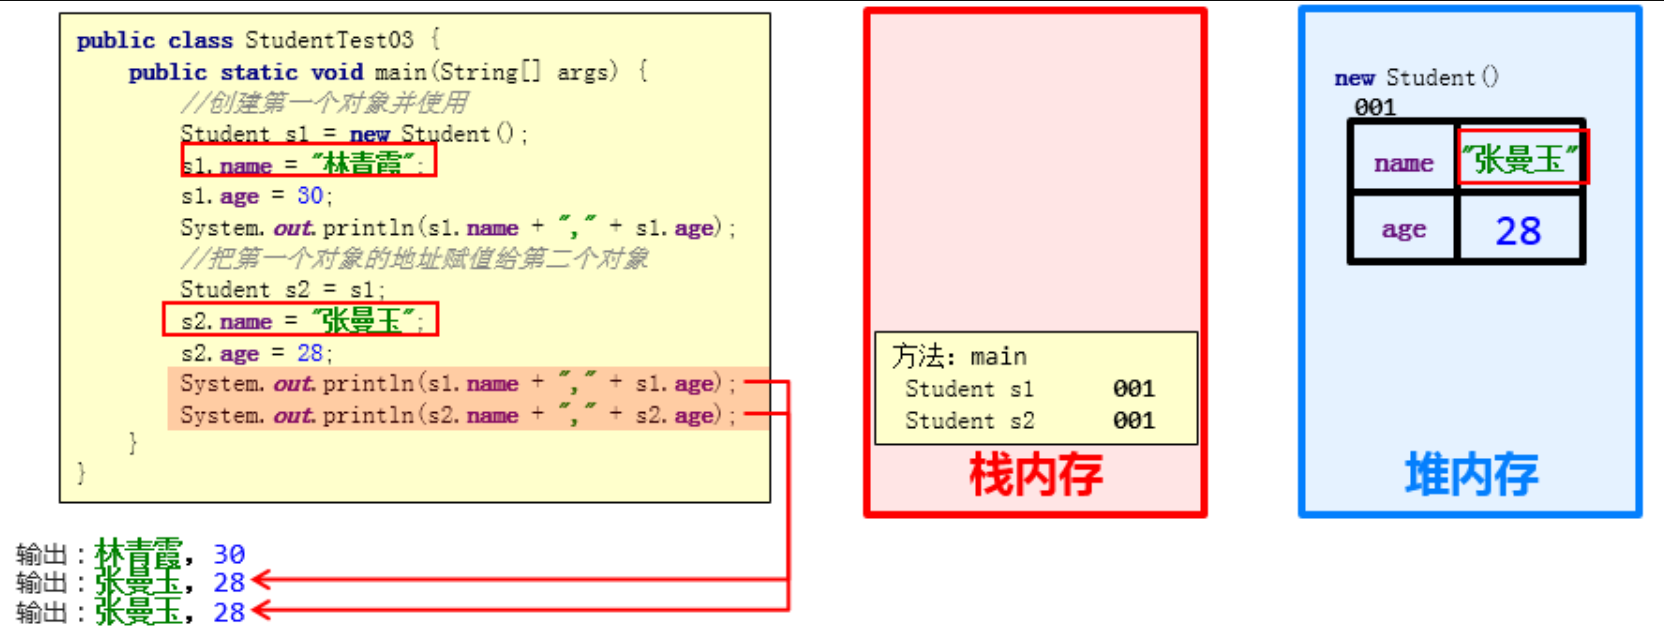 public class StudentTest03 {
public static void main(String[] args) {
//创建第一个对象并使用
Student s1 = new Student();
s1.name = "林青霞";
s1.age = 30;
System.out.println(s1.name + "," + s1.age);
//把第一个对象的地址赋值给第二个对象
Student s2 = s1;
s2.name = "张曼玉";
s2.age = 28;
System.out.println(s1.name + "," + s1.age);
System.out.println(s2.name + "," + s2.age);
}
}
输出：林青霞，30
输出：张曼玉，28
输出：张曼玉，28
方法：main
Student s1 001
Student s2 001
栈内存
new Student()
001
name "张曼玉"
age 28
堆内存